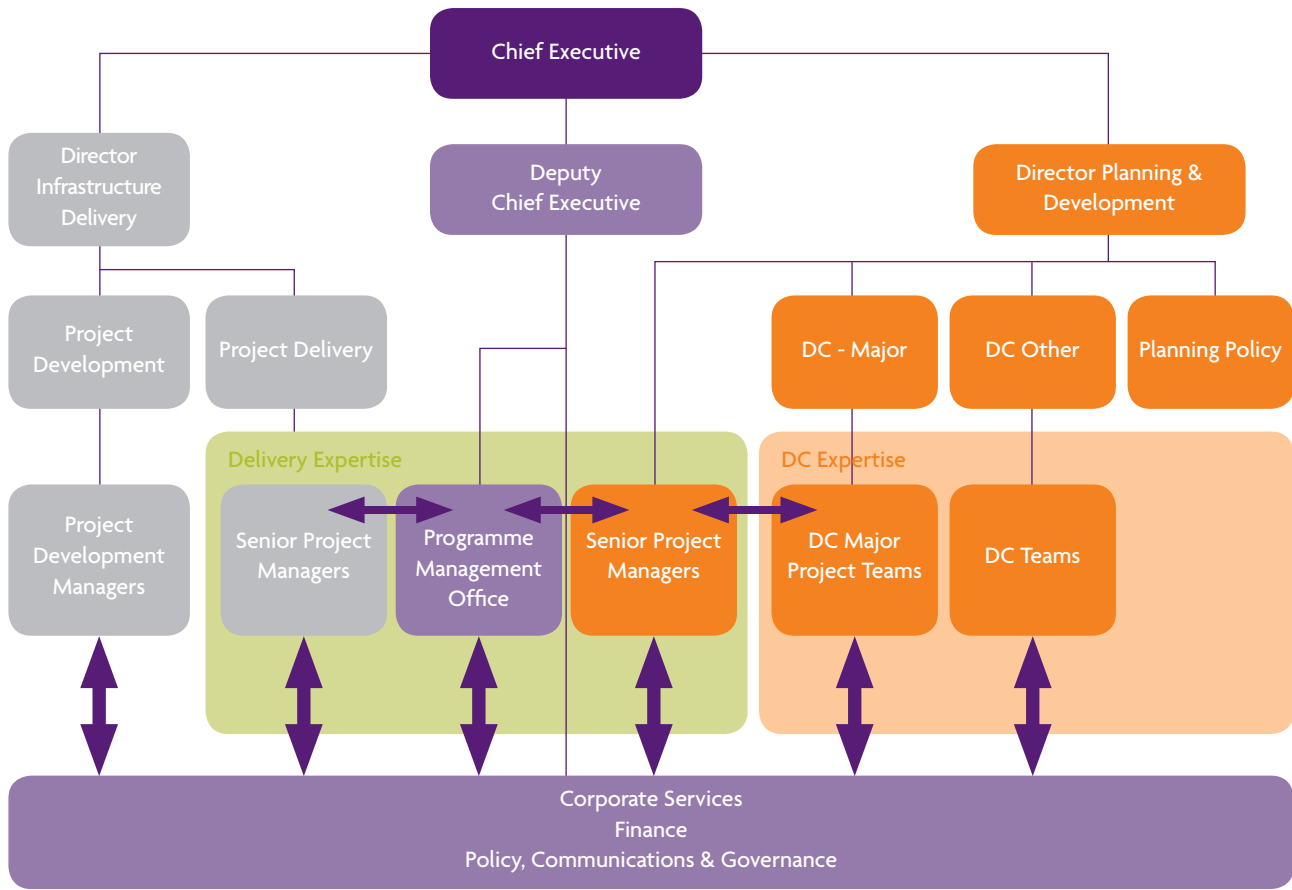 Chief Executive
Director
Infrastructure
Delivery
Deputy
Chief Executive
Director Planning &
Development
Project
Development
Project Delivery
DC - Major
DC Other
Planning Policy
Delivery Expertise
DC Expertise
Project
Development
Managers
Senior Project
Managers
Programme
Management
Office
Senior Project
Managers
DC Major
Project Teams
DC Teams
Corporate Services
Finance
Policy, Communications & Governance